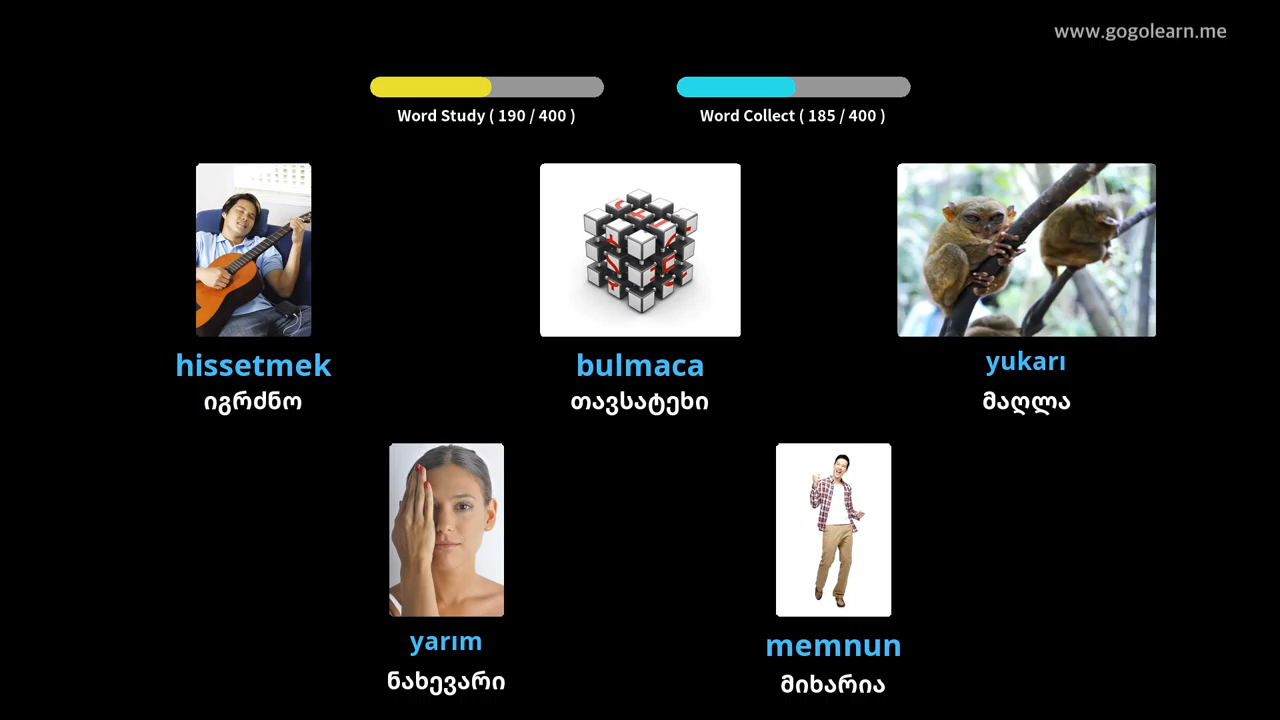 www.gogolearn.me
Word Study ( 190 / 400 )
Word Collect ( 185 / 400 )
hissetmek
იგრძნო
bulmaca
თავსატეხი
yukarı
მაღლა
yarım
ნახევარი
memnun
მიხარია